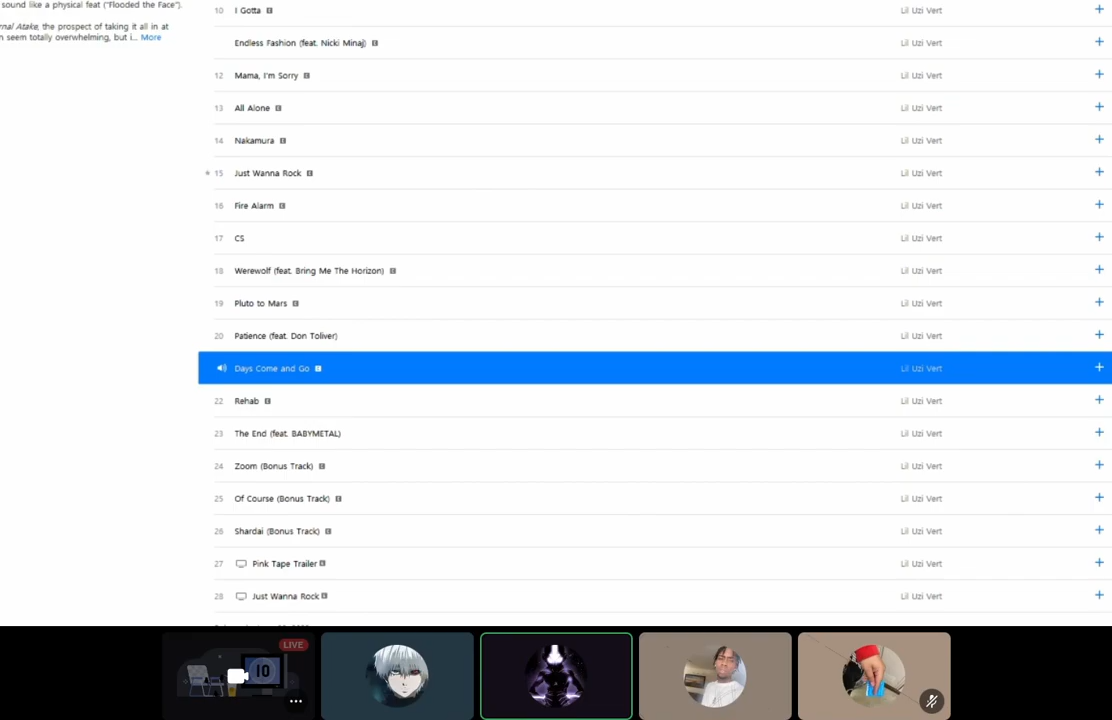 sound like a physical feat ("Flooded the Face").
rnal Atake, the prospect of taking it all in at
n seem totally overwhelming, but i... More
10 I Gotta E Lil Uzi Vert +
Endless Fashion (feat. Nicki Minaj) E Lil Uzi Vert +
12 Mama, I'm Sorry E Lil Uzi Vert +
13 All Alone E Lil Uzi Vert +
14 Nakamura E Lil Uzi Vert +
★ 15 Just Wanna Rock E Lil Uzi Vert +
16 Fire Alarm E Lil Uzi Vert +
17 CS Lil Uzi Vert +
18 Werewolf (feat. Bring Me The Horizon) E Lil Uzi Vert +
19 Pluto to Mars E Lil Uzi Vert +
20 Patience (feat. Don Toliver) Lil Uzi Vert +
Days Come and Go E Lil Uzi Vert +
22 Rehab E Lil Uzi Vert +
23 The End (feat. BABYMETAL) Lil Uzi Vert +
24 Zoom (Bonus Track) E Lil Uzi Vert +
25 Of Course (Bonus Track) E Lil Uzi Vert +
26 Shardai (Bonus Track) E Lil Uzi Vert +
27 Pink Tape Trailer E Lil Uzi Vert +
28 Just Wanna Rock E Lil Uzi Vert +
LIVE
10